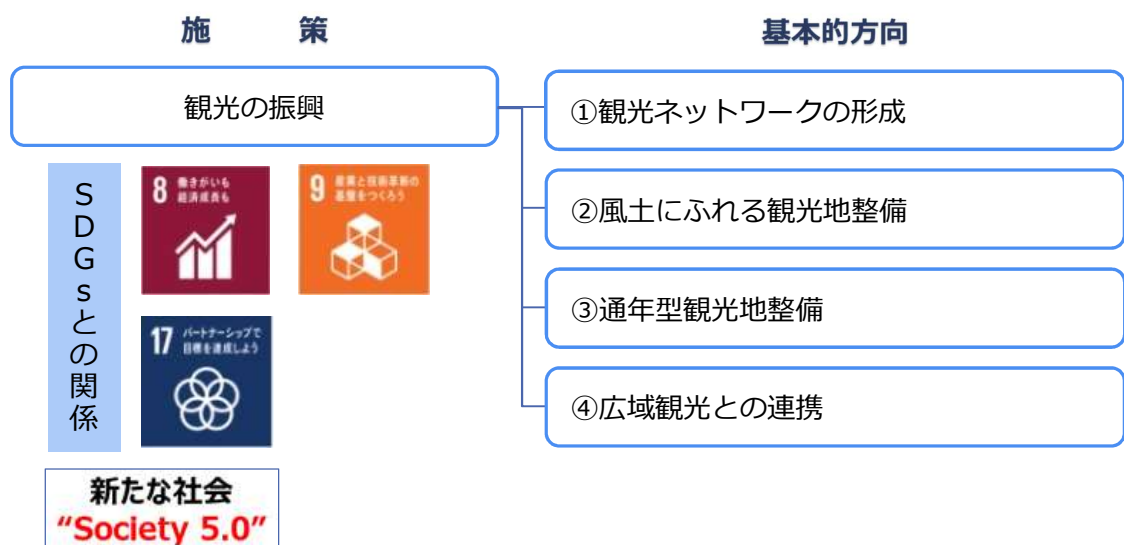 施 策
基本的方向
観光の振興
①観光ネットワークの形成
②風土にふれる観光地整備
③通年型観光地整備
④広域観光との連携
SDGsとの関係
8 働きがいも
経済成長も
9 産業と技術革新の
基盤をつくろう
17 パートナーシップで
目標を達成しよう
新たな社会
“Society 5.0”